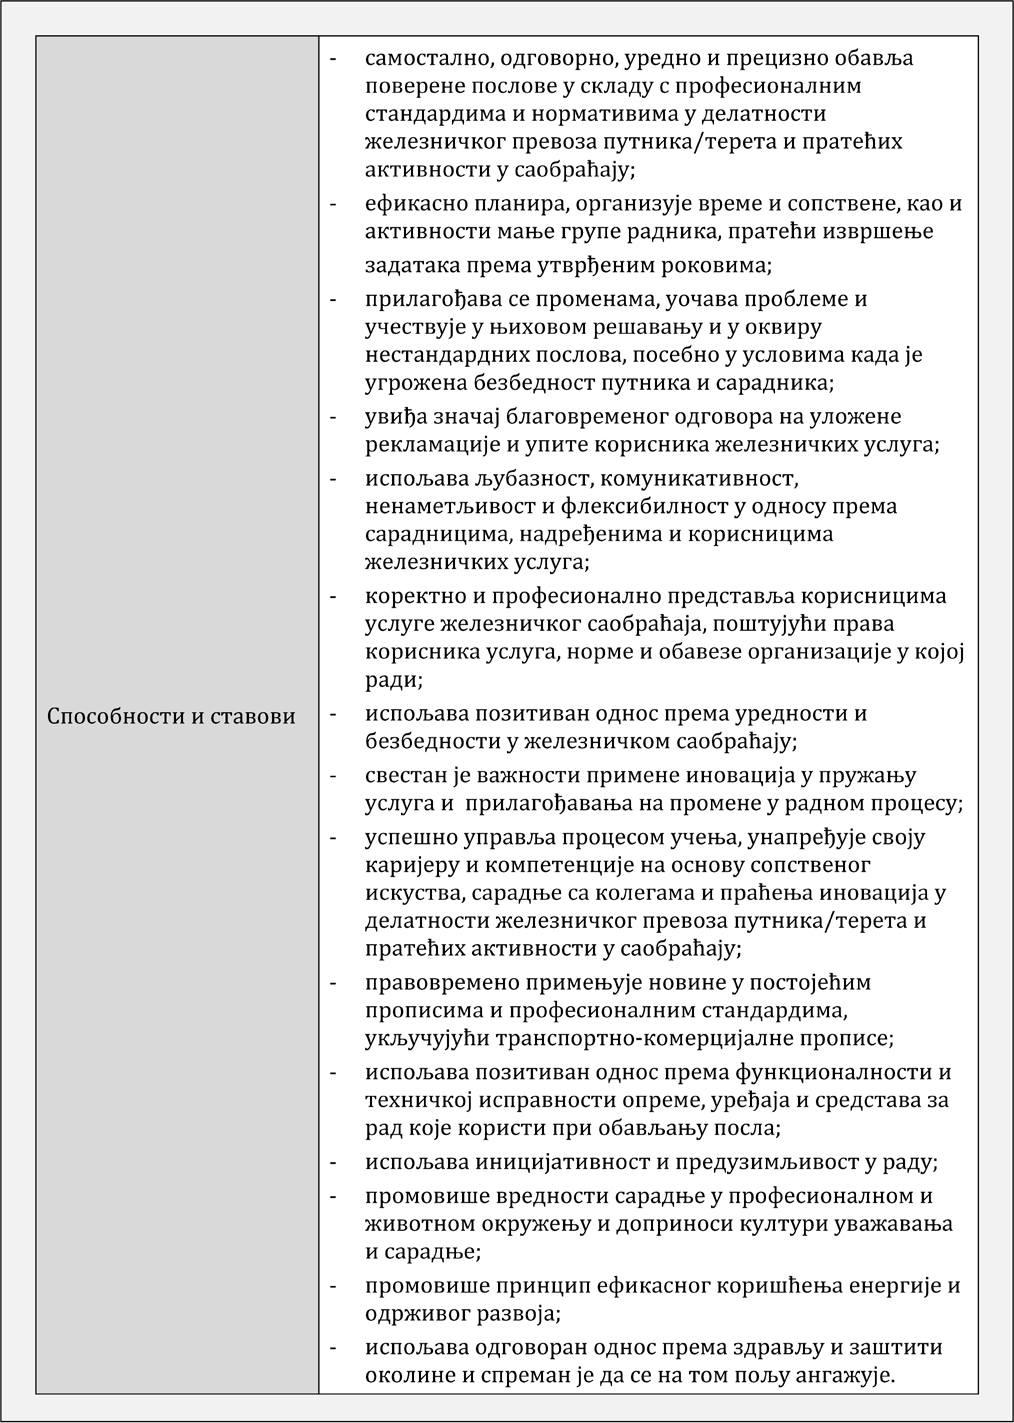 Способности и ставови
- самостално, одговорно, уредно и прецизно обавља
поверене послове у складу с професионалним
стандардима и нормативима у делатности
железничког превоза путника/терета и пратећих
активности у саобраћају;
- ефикасно планира, организује време и сопствене, као и
активности мање групе радника, пратећи извршење
задатака према утврђеним роковима;
- прилагођава се променама, уочава проблеме и
учествује у њиховом решавању и у оквиру
нестандардних послова, посебно у условима када је
угрожена безбедност путника и сарадника;
- увиђа значај благовременог одговора на уложене
рекламације и упите корисника железничких услуга;
- испољава љубазност, комуникативност,
ненаметљивост и флексибилност у односу према
сарадницима, надређенима и корисницима
железничких услуга;
- коректно и професионално представља корисницима
услуге железничког саобраћаја, поштујући права
корисника услуга, норме и обавезе организације у којој
ради;
- испољава позитиван однос према уредности и
безбедности у железничком саобраћају;
- свестан је важности примене иновација у пружању
услуга и  прилагођавања на промене у радном процесу;
- успешно управља процесом учења, унапређује своју
каријеру и компетенције на основу сопственог
искуства, сарадње са колегама и праћења иновација у
делатности железничког превоза путника/терета и
пратећих активности у саобраћају;
- правовремено примењује новине у постојећим
прописима и професионалним стандардима,
укључујући транспортно-комерцијалне прописе;
- испољава позитиван однос према функционалности и
техничкој исправности опреме, уређаја и средстава за
рад које користи при обављању посла;
- испољава иницијативност и предузимљивост у раду;
- промовише вредности сарадње у професионалном и
животном окружењу и доприноси култури уважавања
и сарадње;
- промовише принцип ефикасног коришћења енергије и
одрживог развоја;
- испољава одговоран однос према здрављу и заштити
околине и спреман је да се на том пољу ангажује.